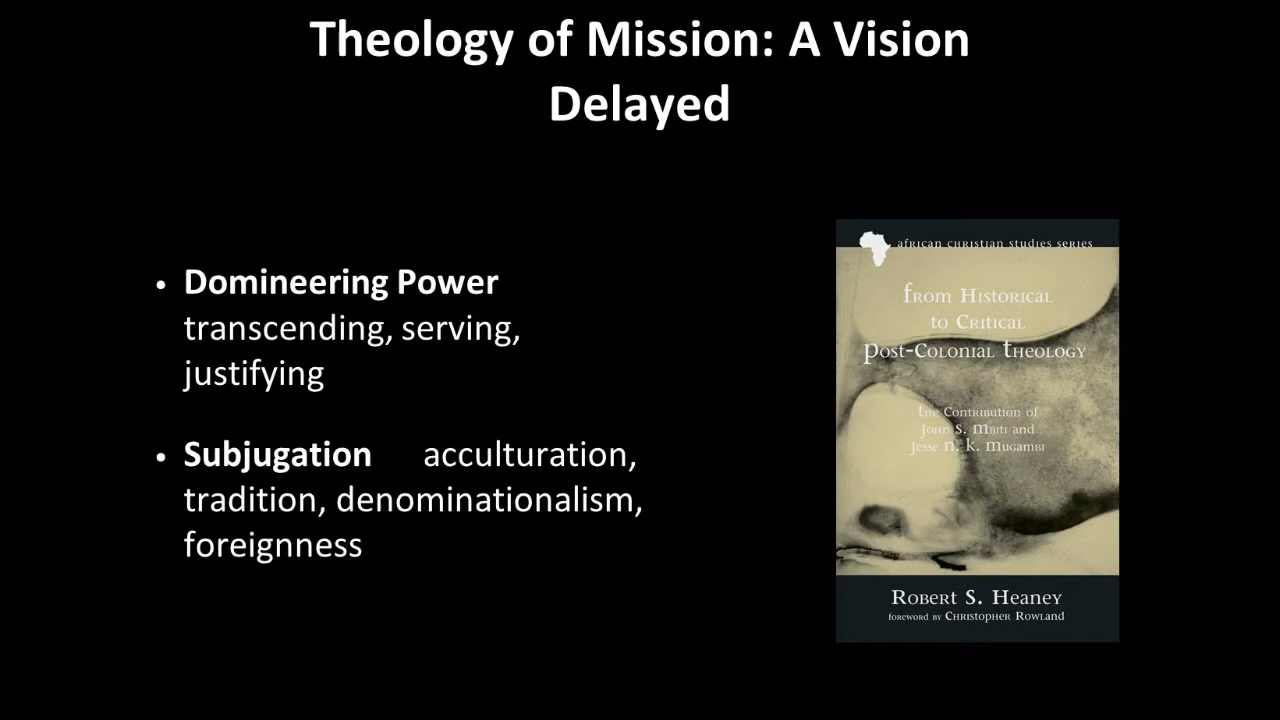 Theology of Mission: A Vision
Delayed
• Domineering Power
transcending, serving,
justifying
• Subjugation acculturation,
tradition, denominationalism,
foreignness
african christian studies series
from Historical
to Critical
Post-Colonial Theology
The Contribution of
John S. Mbiti and
Jesse N. K. Mugambi
Robert S. Heaney
foreword by Christopher Rowland